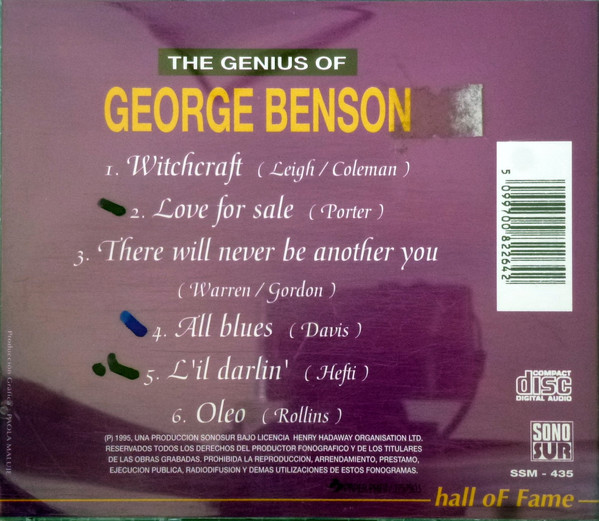 THE GENIUS OF
GEORGE BENSON
1. Witchcraft ( Leigh / Coleman )
2. Love for sale ( Porter )
3. There will never be another you
( Warren / Gordon )
4. All blues ( Davis )
5. L'il darlin' ( Hefti )
6. Oleo ( Rollins )
(P) 1995, UNA PRODUCCION SONOSUR BAJO LICENCIA HENRY HADAWAY ORGANISATION LTD.
RESERVADOS TODOS LOS DERECHOS DEL PRODUCTOR FONOGRAFICO Y DE LOS TITULARES
DE LAS OBRAS GRABADAS. PROHIBIDA LA REPRODUCCION, ARRENDAMIENTO, PRESTAMO,
EJECUCION PUBLICA, RADIODIFUSION Y DEMAS UTILIZACIONES DE ESTOS FONOGRAMAS.
5 099700 822642
COMPACT
disc
DIGITAL AUDIO
SONO
SUR
SSM - 435
hall oF Fame